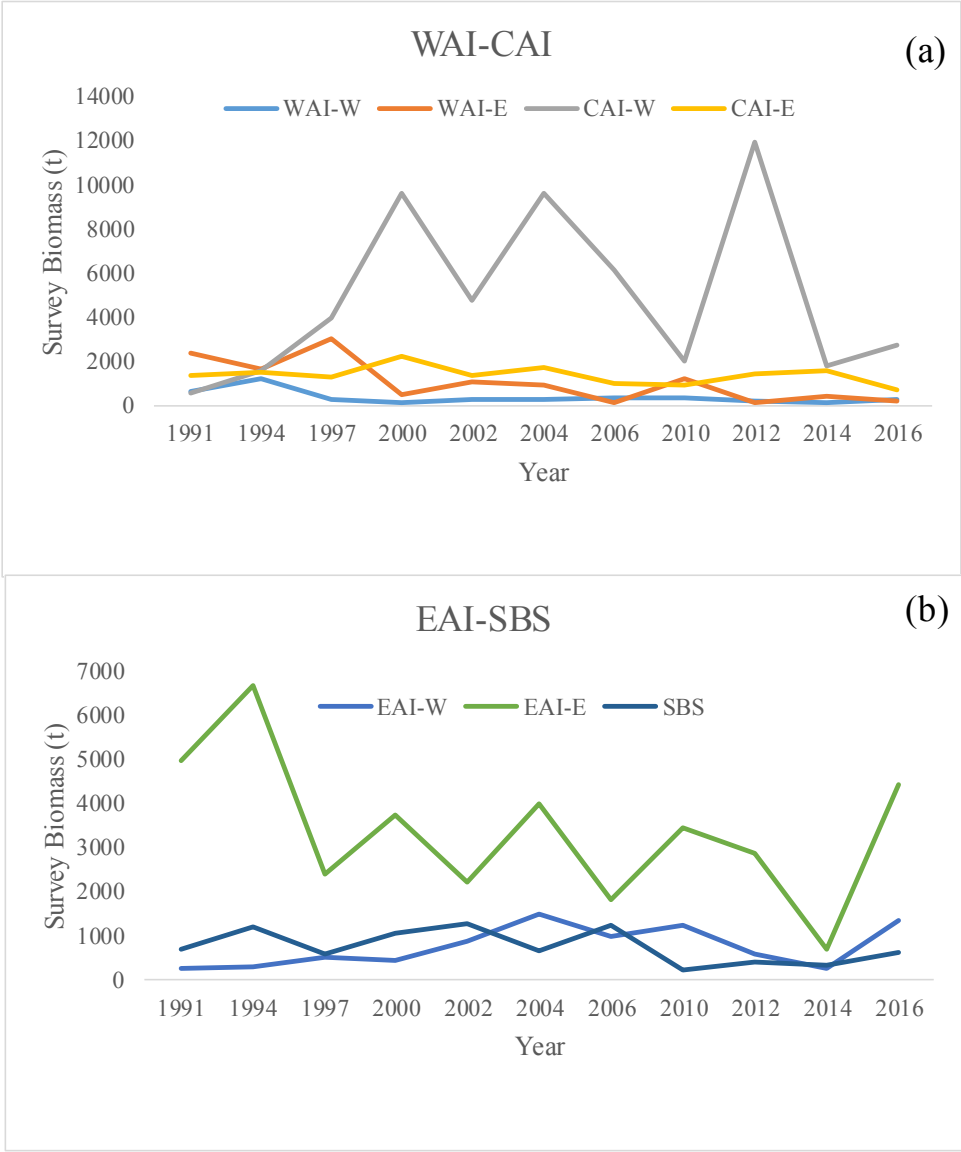 WAI-CAI
(a)
14000
12000
10000
8000
6000
4000
2000
0
Survey Biomass (t)
WAI-W WAI-E CAI-W CAI-E
1991 1994 1997 2000 2002 2004 2006 2010 2012 2014 2016
Year
EAI-SBS
(b)
7000
6000
5000
4000
3000
2000
1000
0
Survey Biomass (t)
EAI-W EAI-E SBS
1991 1994 1997 2000 2002 2004 2006 2010 2012 2014 2016
Year